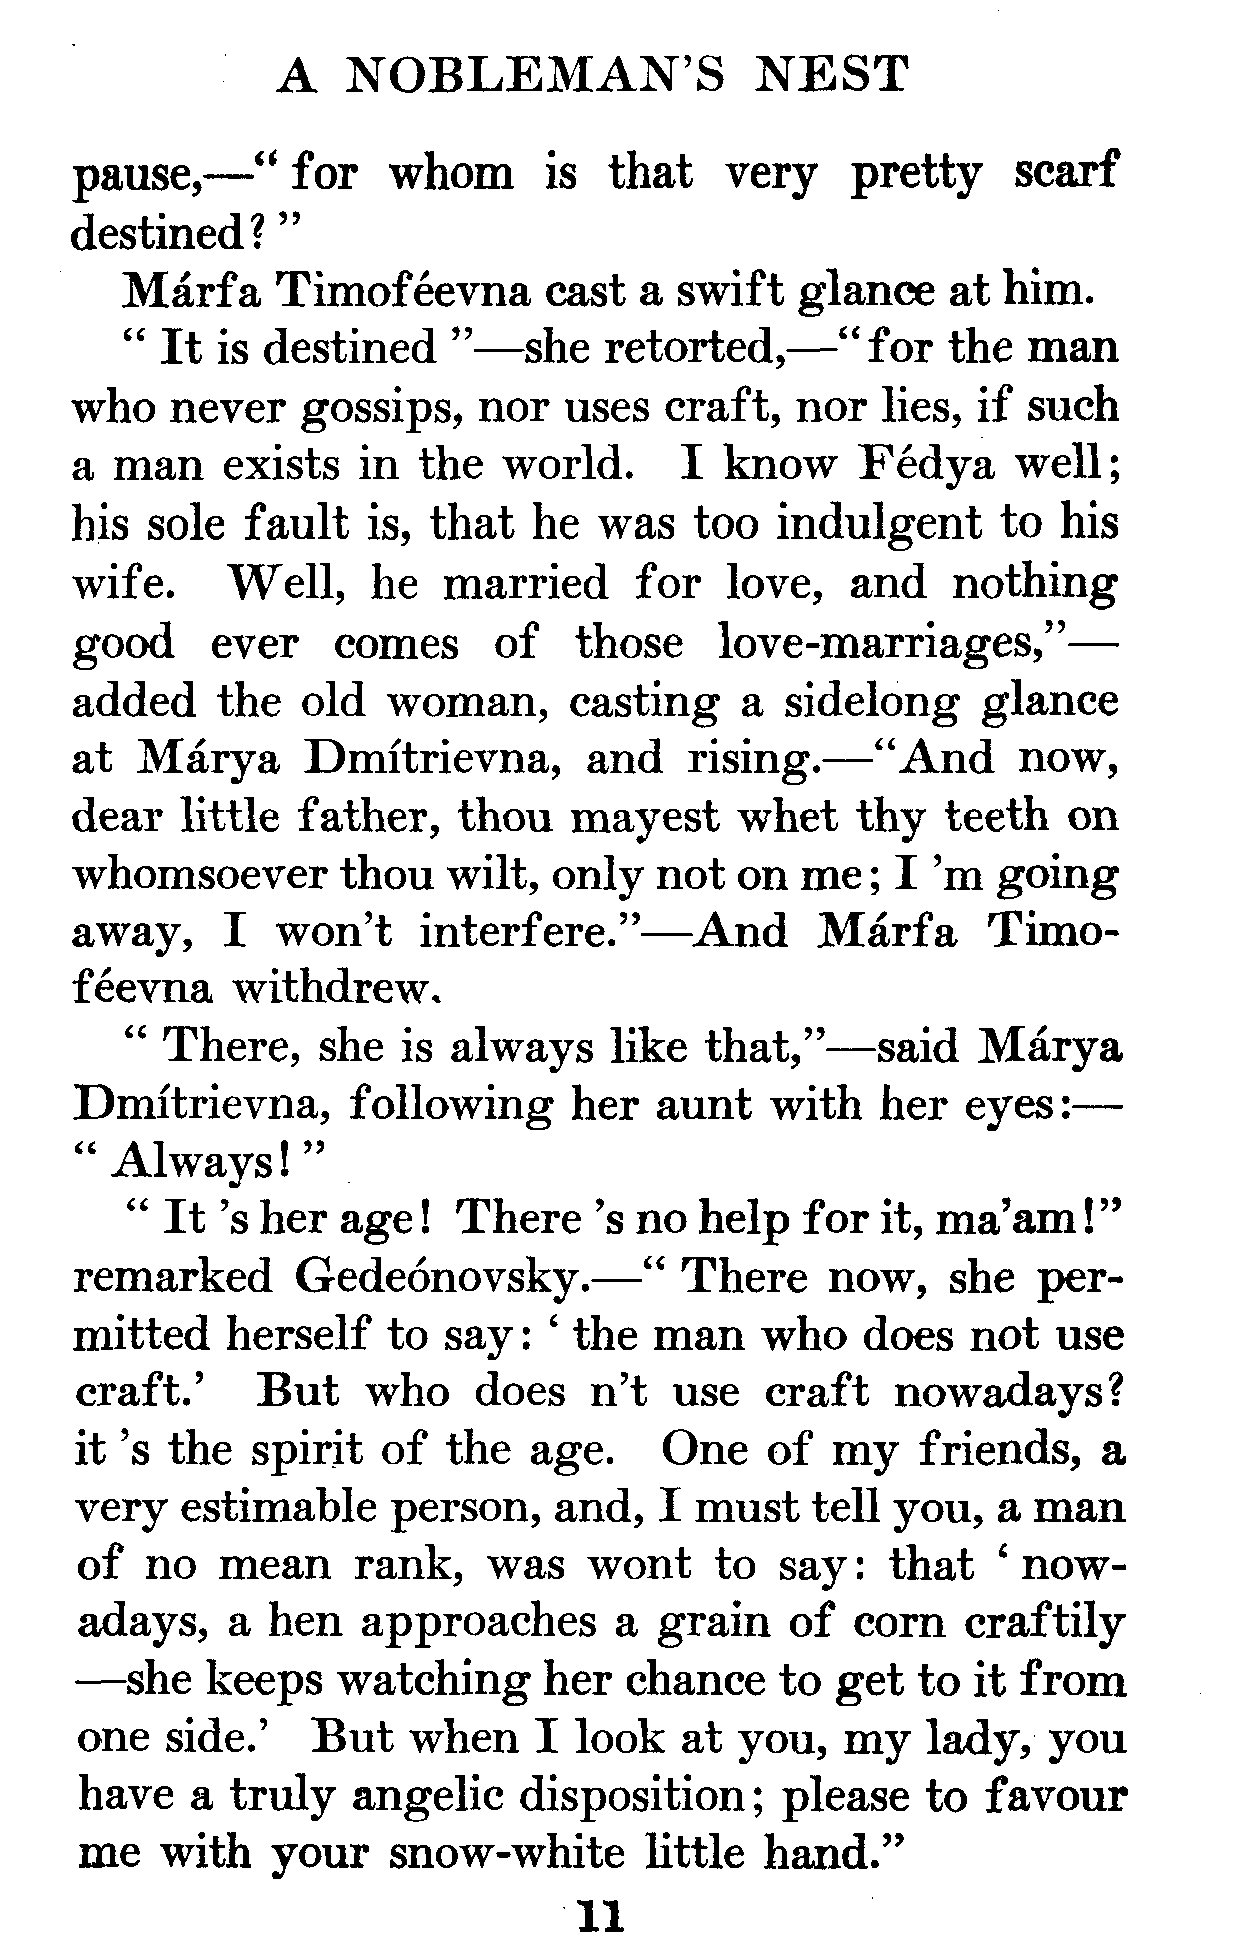 A NOBLEMAN'S NEST
pause,—“ for whom is that very pretty scarf
destined? ”
Márfa Timoféevna cast a swift glance at him.
“ It is destined ”—she retorted,—“for the man
who never gossips, nor uses craft, nor lies, if such
a man exists in the world. I know Fédya well;
his sole fault is, that he was too indulgent to his
wife. Well, he married for love, and nothing
good ever comes of those love-marriages,”—
added the old woman, casting a sidelong glance
at Márya Dmítrievna, and rising.—“And now,
dear little father, thou mayest whet thy teeth on
whomsoever thou wilt, only not on me; I 'm going
away, I won't interfere.”—And Márfa Timo-
féevna withdrew.
“ There, she is always like that,”—said Márya
Dmítrievna, following her aunt with her eyes:—
“ Always! ”
“ It 's her age! There 's no help for it, ma'am!”
remarked Gedeónovsky.—“ There now, she per-
mitted herself to say: ‘ the man who does not use
craft.’ But who does n't use craft nowadays?
it 's the spirit of the age. One of my friends, a
very estimable person, and, I must tell you, a man
of no mean rank, was wont to say: that ‘ now-
adays, a hen approaches a grain of corn craftily
—she keeps watching her chance to get to it from
one side.’ But when I look at you, my lady, you
have a truly angelic disposition; please to favour
me with your snow-white little hand.”
11